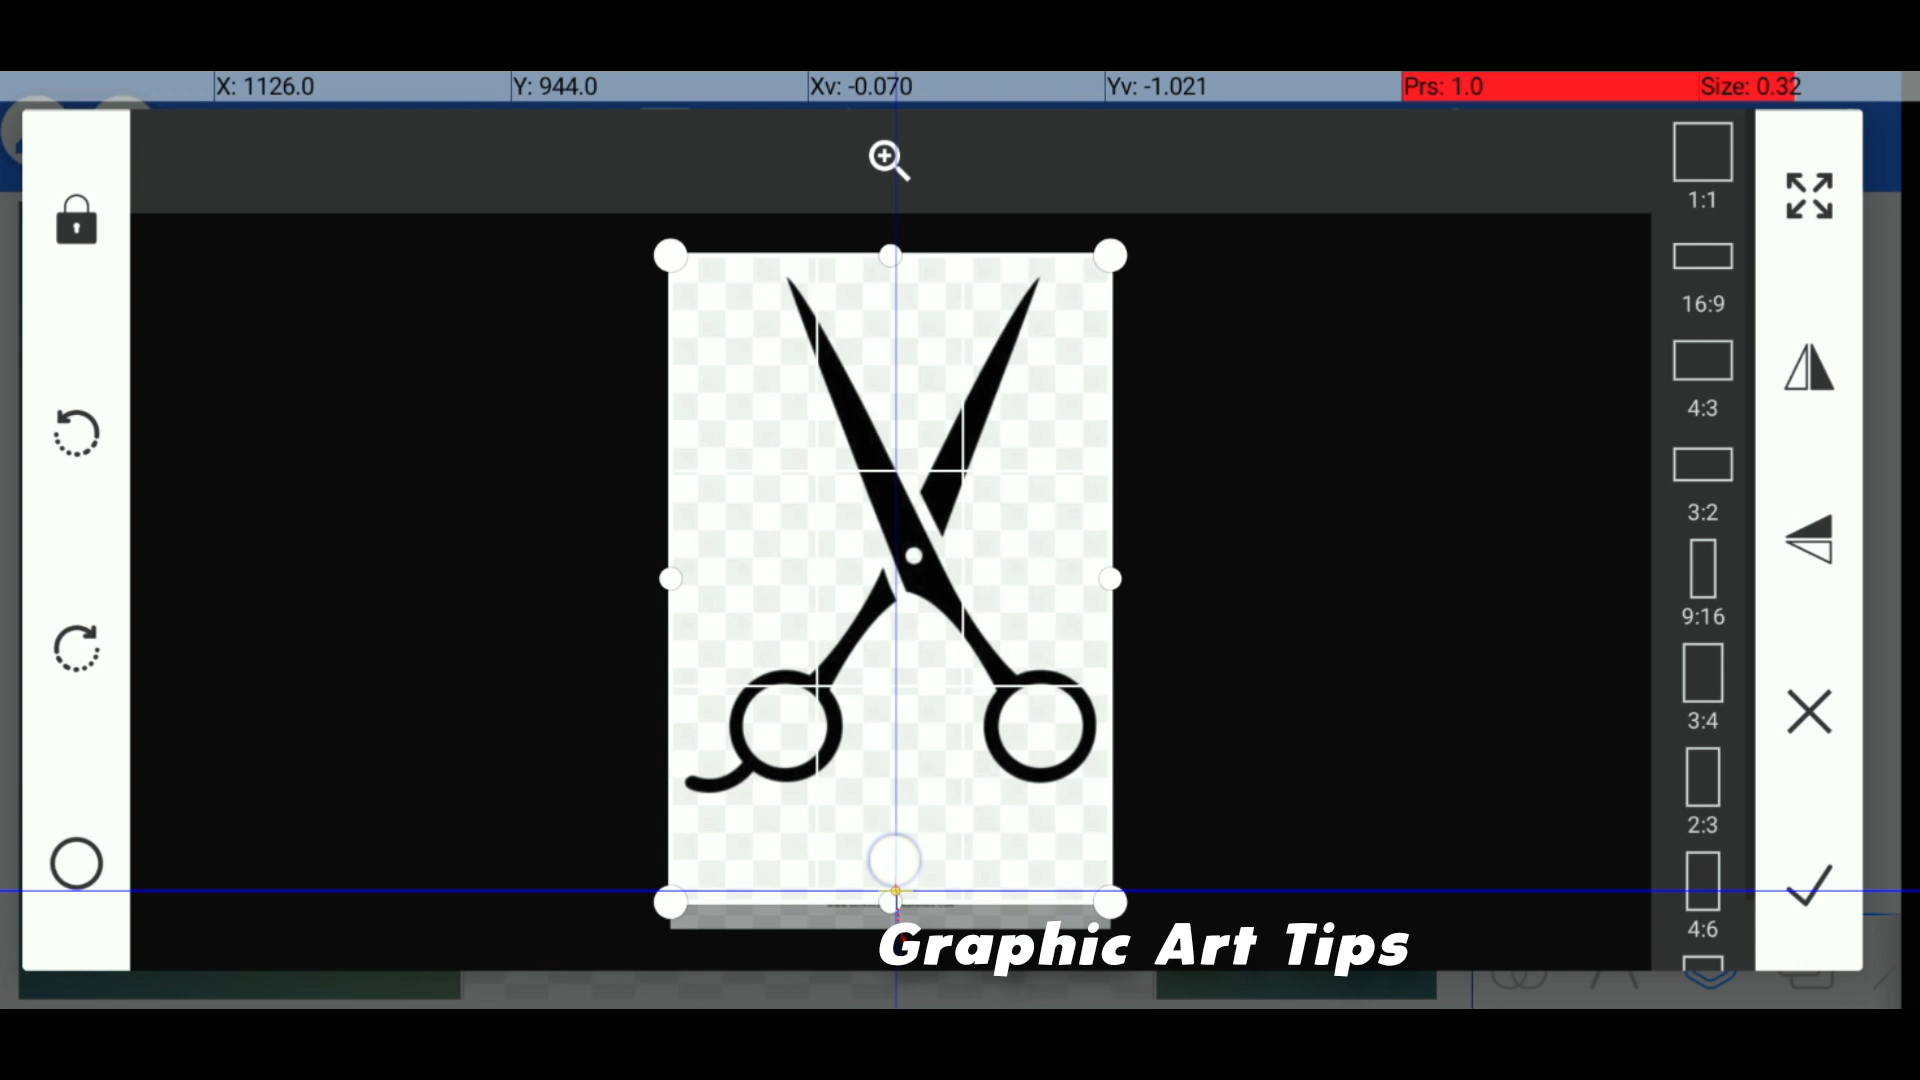 X: 1126.0
Y: 944.0
Xv: -0.070
Yv: -1.021
Prs: 1.0
Size: 0.32
1:1
16:9
4:3
3:2
9:16
3:4
2:3
4:6
Graphic Art Tips